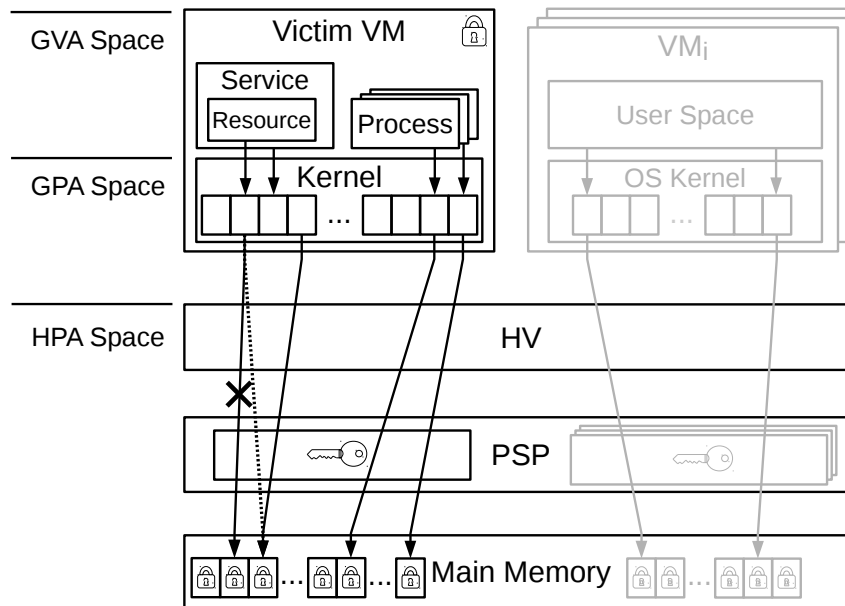 GVA Space
Victim VM
VMi
Service
Resource
Process
User Space
GPA Space
Kernel
OS Kernel
...
...
HPA Space
HV
PSP
...
...
Main Memory
...